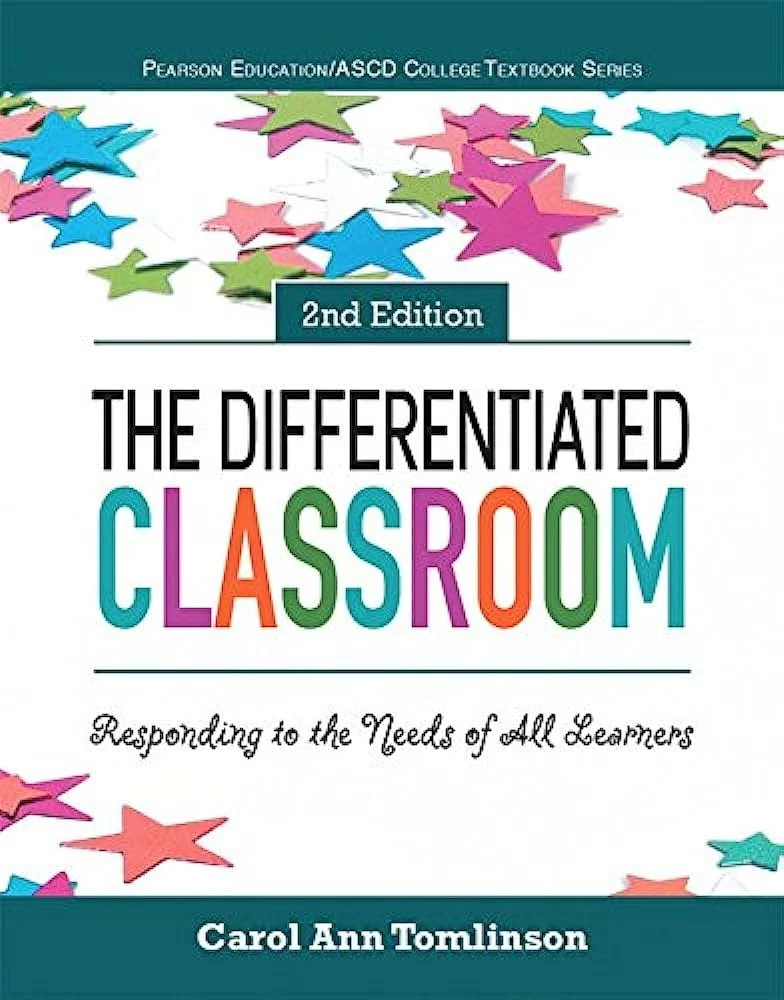 PEARSON EDUCATION/ASCD COLLEGE TEXTBOOK SERIES
2nd Edition
THE DIFFERENTIATED
CLASSROOM
Responding to the Needs of All Learners
Carol Ann Tomlinson